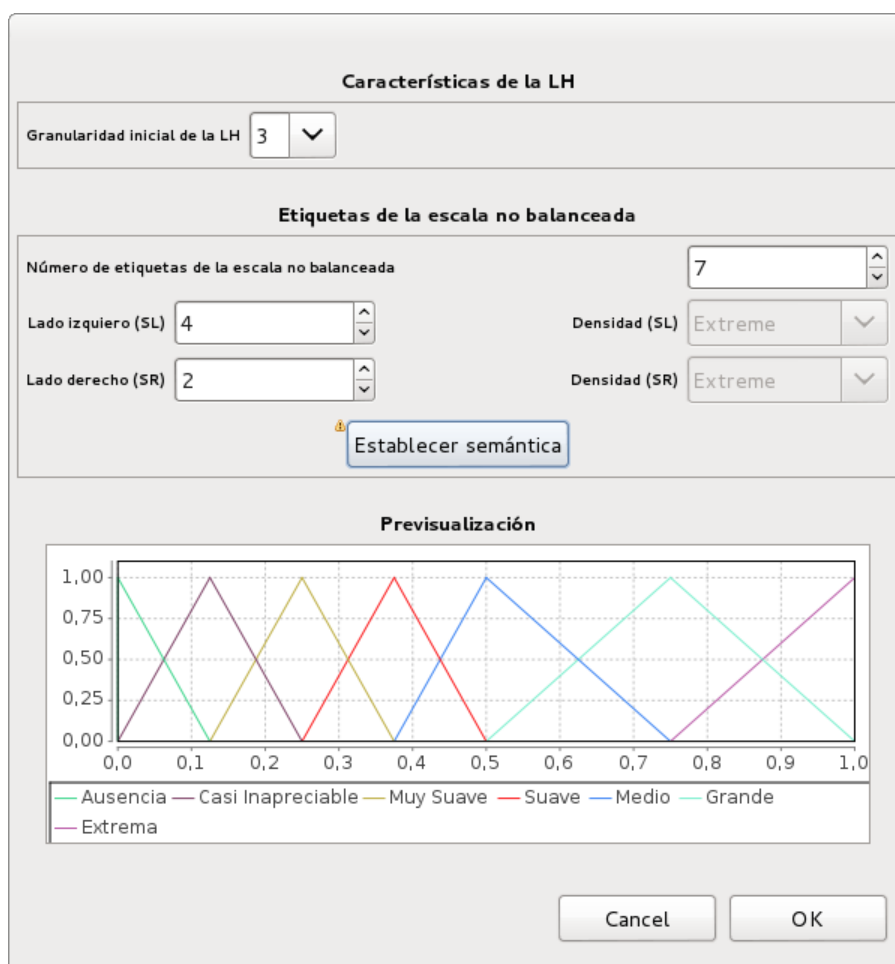 Características de la LH
Granularidad inicial de la LH 3
Etiquetas de la escala no balanceada
Número de etiquetas de la escala no balanceada 7
Lado izquiero (SL) 4 Densidad (SL) Extreme
Lado derecho (SR) 2 Densidad (SR) Extreme
Establecer semántica
Previsualización
1,00
0,75
0,50
0,25
0,00
0,0 0,1 0,2 0,3 0,4 0,5 0,6 0,7 0,8 0,9 1,0
Ausencia Casi Inapreciable Muy Suave Suave Medio Grande
Extrema
Cancel OK